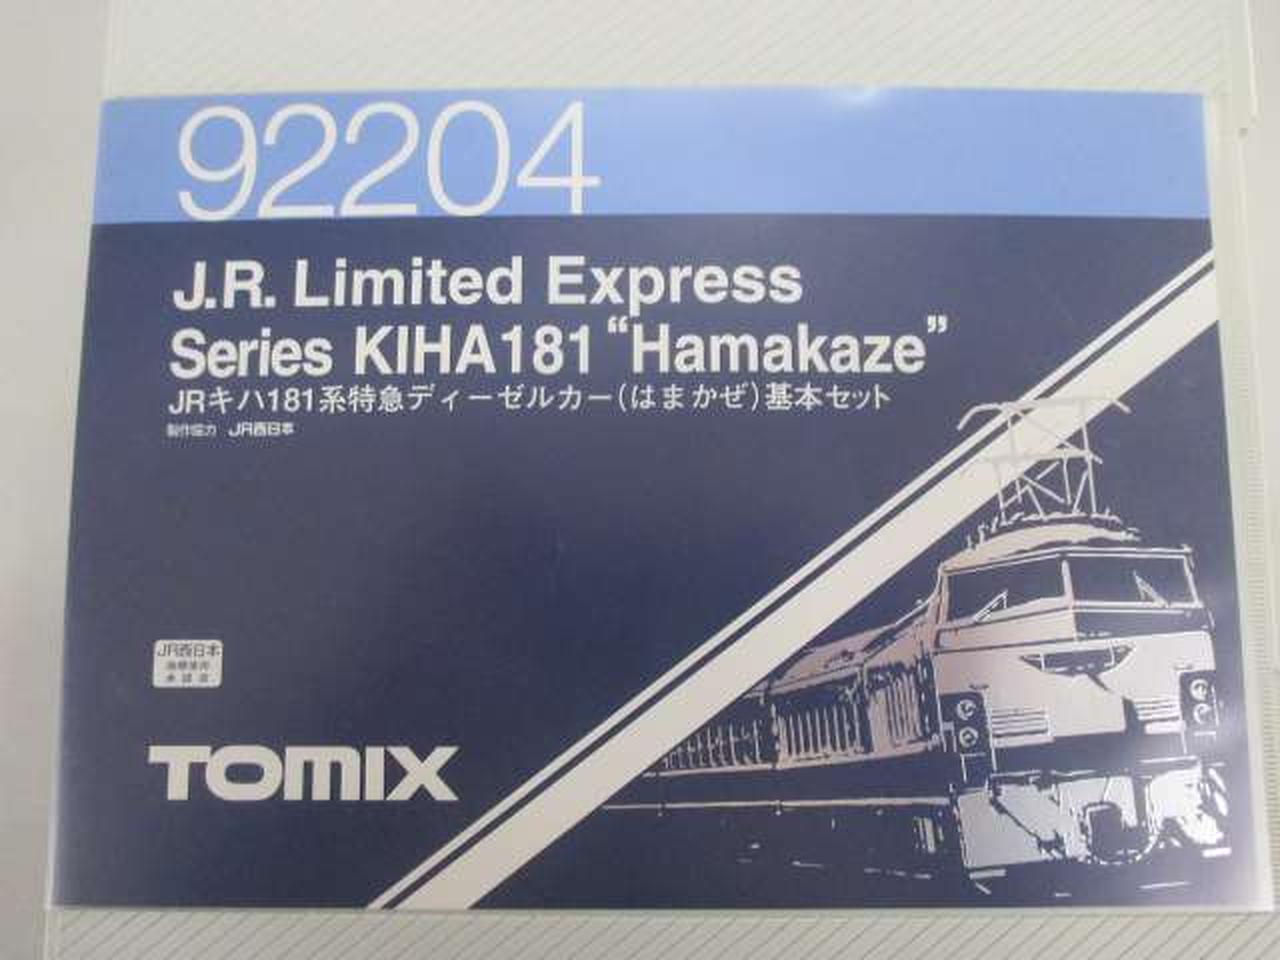 92204
J.R. Limited Express
Series KIHA181 “Hamakaze”
JRキハ181系特急ディーゼルカー(はまかぜ)基本セット
製作協力 JR西日本
JR西日本
TOMIX